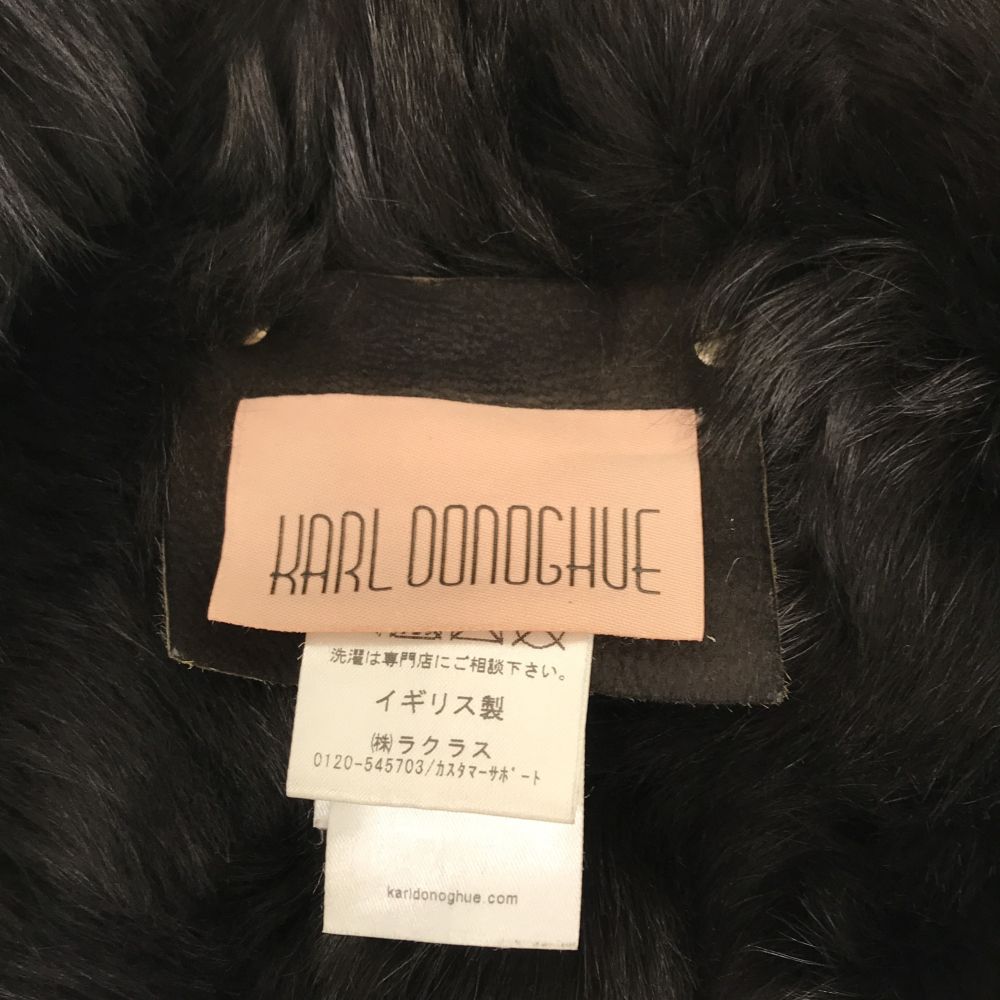 KARL DONOGHUE
洗濯は専門店にご相談下さい。
イギリス製
㈱ラクラス
0120-545703/ｶｽﾀﾏｰｻﾎﾟｰﾄ
karldonoghue.com